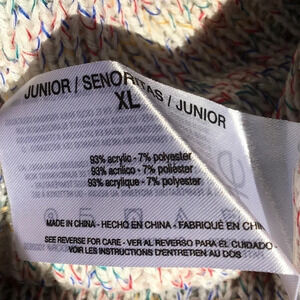 JUNIOR / SEÑORITAS / JUNIOR
XL
93% acrylic - 7% polyester
93% acrílico - 7% poliéster
93% acrylique - 7% polyester
MADE IN CHINA - HECHO EN CHINA - FABRIQUÉ EN CHIN
SEE REVERSE FOR CARE - VER AL REVERSO PARA EL CUIDADO -
VOIR LES INSTRUCTIONS D'ENTRETIEN AU DOS